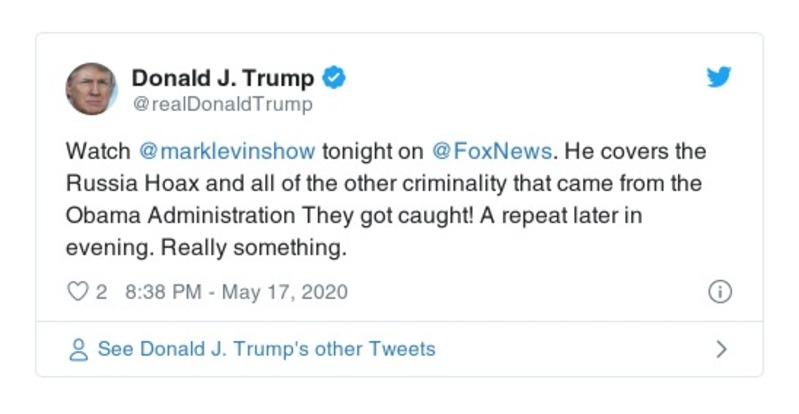 Donald J. Trump
@realDonaldTrump
Watch @marklevinshow tonight on @FoxNews. He covers the
Russia Hoax and all of the other criminality that came from the
Obama Administration They got caught! A repeat later in
evening. Really something.
2 8:38 PM - May 17, 2020
See Donald J. Trump's other Tweets